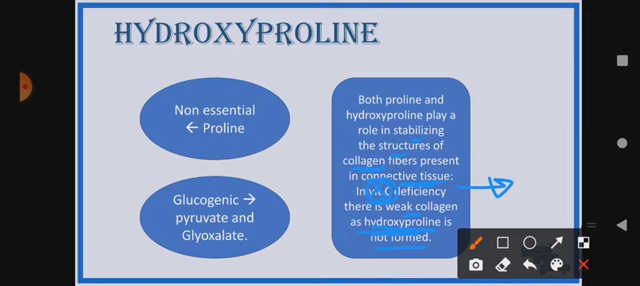 HYDROXYPROLINE
Non essential
← Proline
Glucogenic →
pyruvate and
Glyoxalate.
Both proline and
hydroxyproline play a
role in stabilizing
the structures of
collagen fibers present
in connective tissue:
In vit C deficiency
there is weak collagen
as hydroxyproline is
not formed.